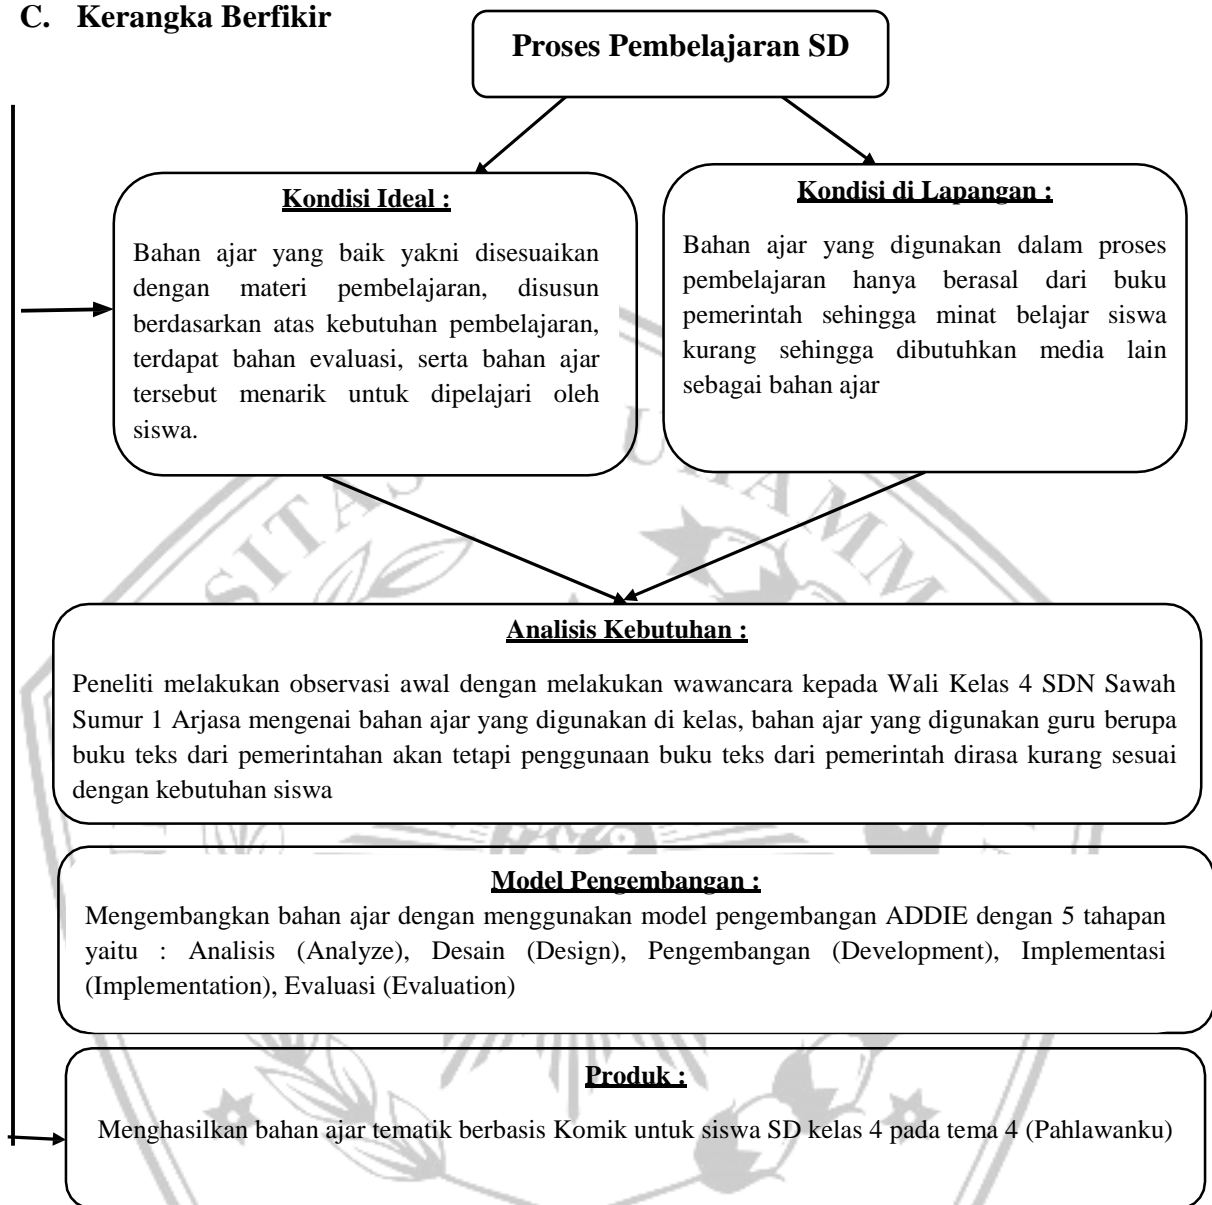 C. Kerangka Berfikir
Proses Pembelajaran SD
Kondisi Ideal :
Bahan ajar yang baik yakni disesuaikan
dengan materi pembelajaran, disusun
berdasarkan atas kebutuhan pembelajaran,
terdapat bahan evaluasi, serta bahan ajar
tersebut menarik untuk dipelajari oleh
siswa.
Kondisi di Lapangan :
Bahan ajar yang digunakan dalam proses
pembelajaran hanya berasal dari buku
pemerintah sehingga minat belajar siswa
kurang sehingga dibutuhkan media lain
sebagai bahan ajar
Analisis Kebutuhan :
Peneliti melakukan observasi awal dengan melakukan wawancara kepada Wali Kelas 4 SDN Sawah
Sumur 1 Arjasa mengenai bahan ajar yang digunakan di kelas, bahan ajar yang digunakan guru berupa
buku teks dari pemerintahan akan tetapi penggunaan buku teks dari pemerintah dirasa kurang sesuai
dengan kebutuhan siswa
Model Pengembangan :
Mengembangkan bahan ajar dengan menggunakan model pengembangan ADDIE dengan 5 tahapan
yaitu : Analisis (Analyze), Desain (Design), Pengembangan (Development), Implementasi
(Implementation), Evaluasi (Evaluation)
Produk :
Menghasilkan bahan ajar tematik berbasis Komik untuk siswa SD kelas 4 pada tema 4 (Pahlawanku)